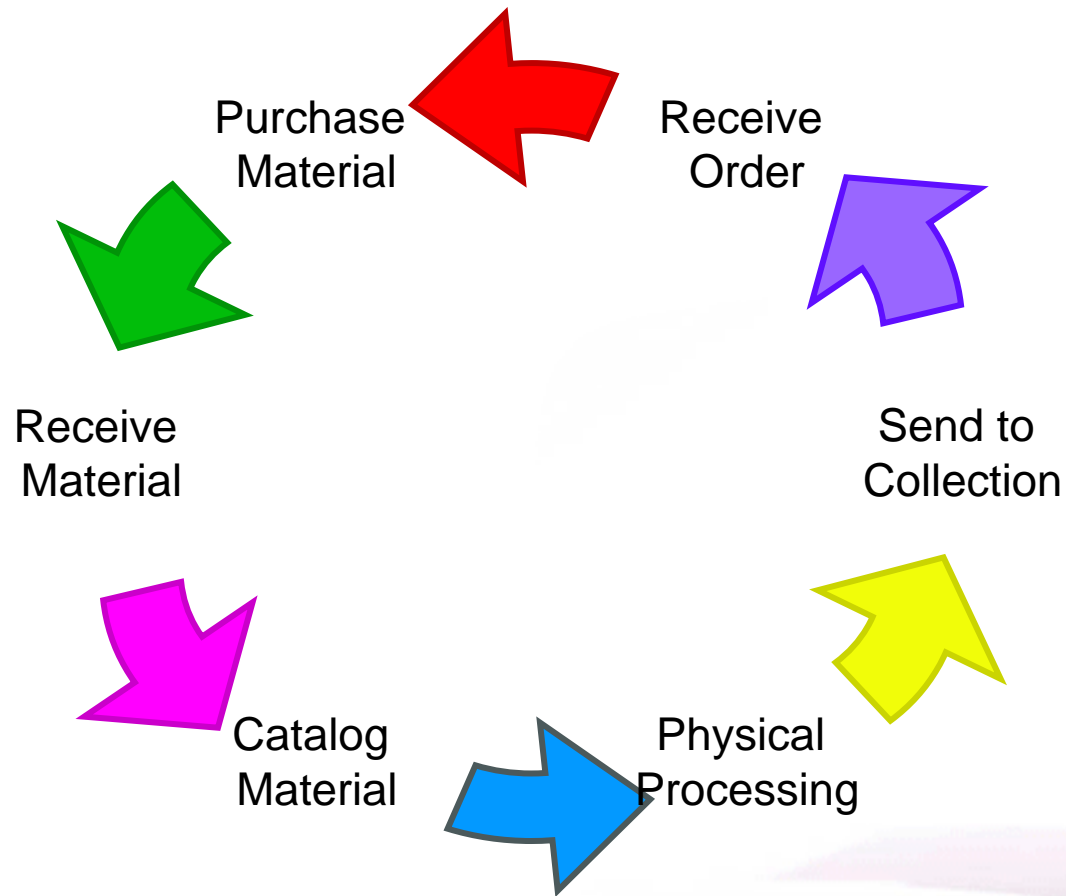 Purchase
Material
Receive
Order
Receive
Material
Send to
Collection
Catalog
Material
Physical
Processing